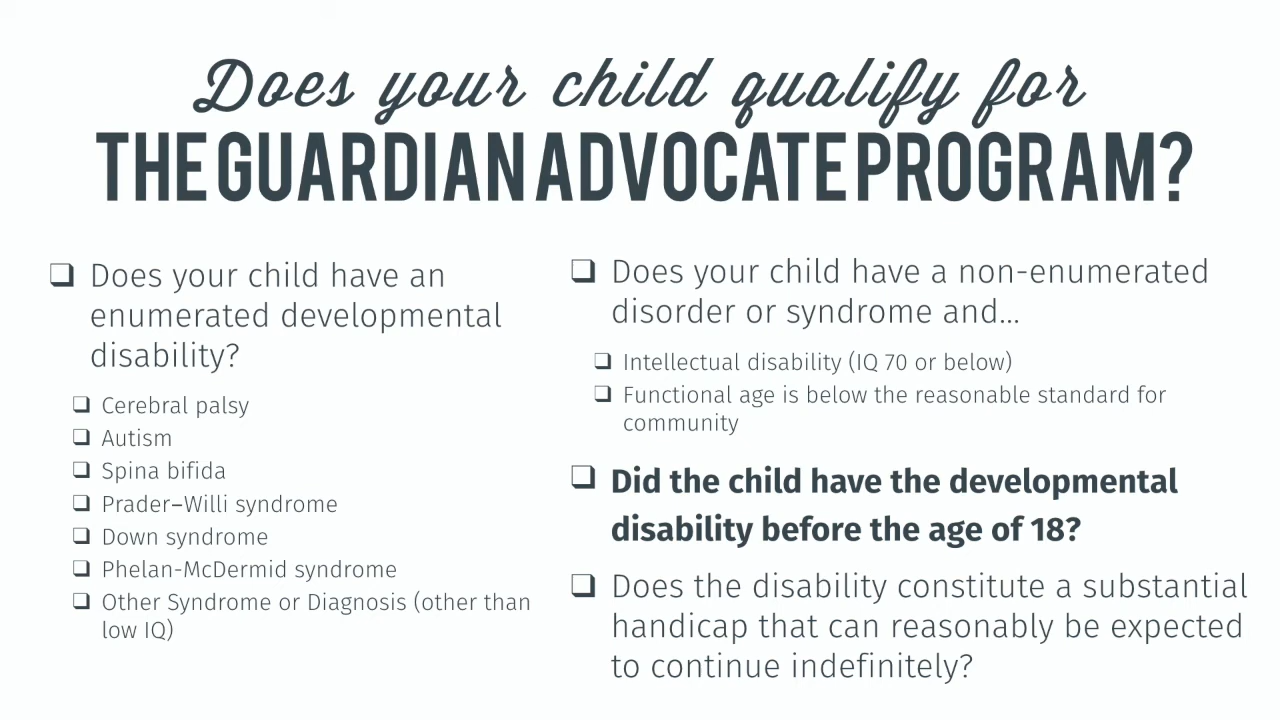 Does your child qualify for
THE GUARDIAN ADVOCATE PROGRAM?
❑ Does your child have an
enumerated developmental
disability?
❑ Cerebral palsy
❑ Autism
❑ Spina bifida
❑ Prader–Willi syndrome
❑ Down syndrome
❑ Phelan-McDermid syndrome
❑ Other Syndrome or Diagnosis (other than
low IQ)
❑ Does your child have a non-enumerated
disorder or syndrome and...
❑ Intellectual disability (IQ 70 or below)
❑ Functional age is below the reasonable standard for
community
❑ Did the child have the developmental
disability before the age of 18?
❑ Does the disability constitute a substantial
handicap that can reasonably be expected
to continue indefinitely?